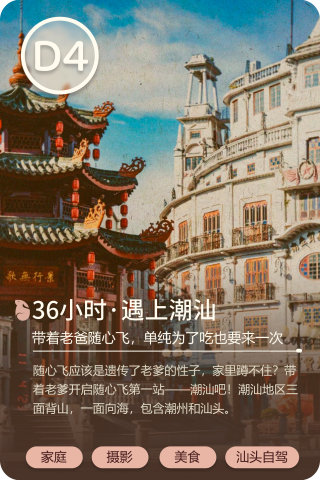 D4
36小时·遇上潮汕
带着老爸随心飞，单纯为了吃也要来一次
随心飞应该是遗传了老爹的性子，家里蹲不住？带
着老爹开启随心飞第一站——潮汕吧！潮汕地区三
面背山，一面向海，包含潮州和汕头。
家庭
摄影
美食
汕头自驾